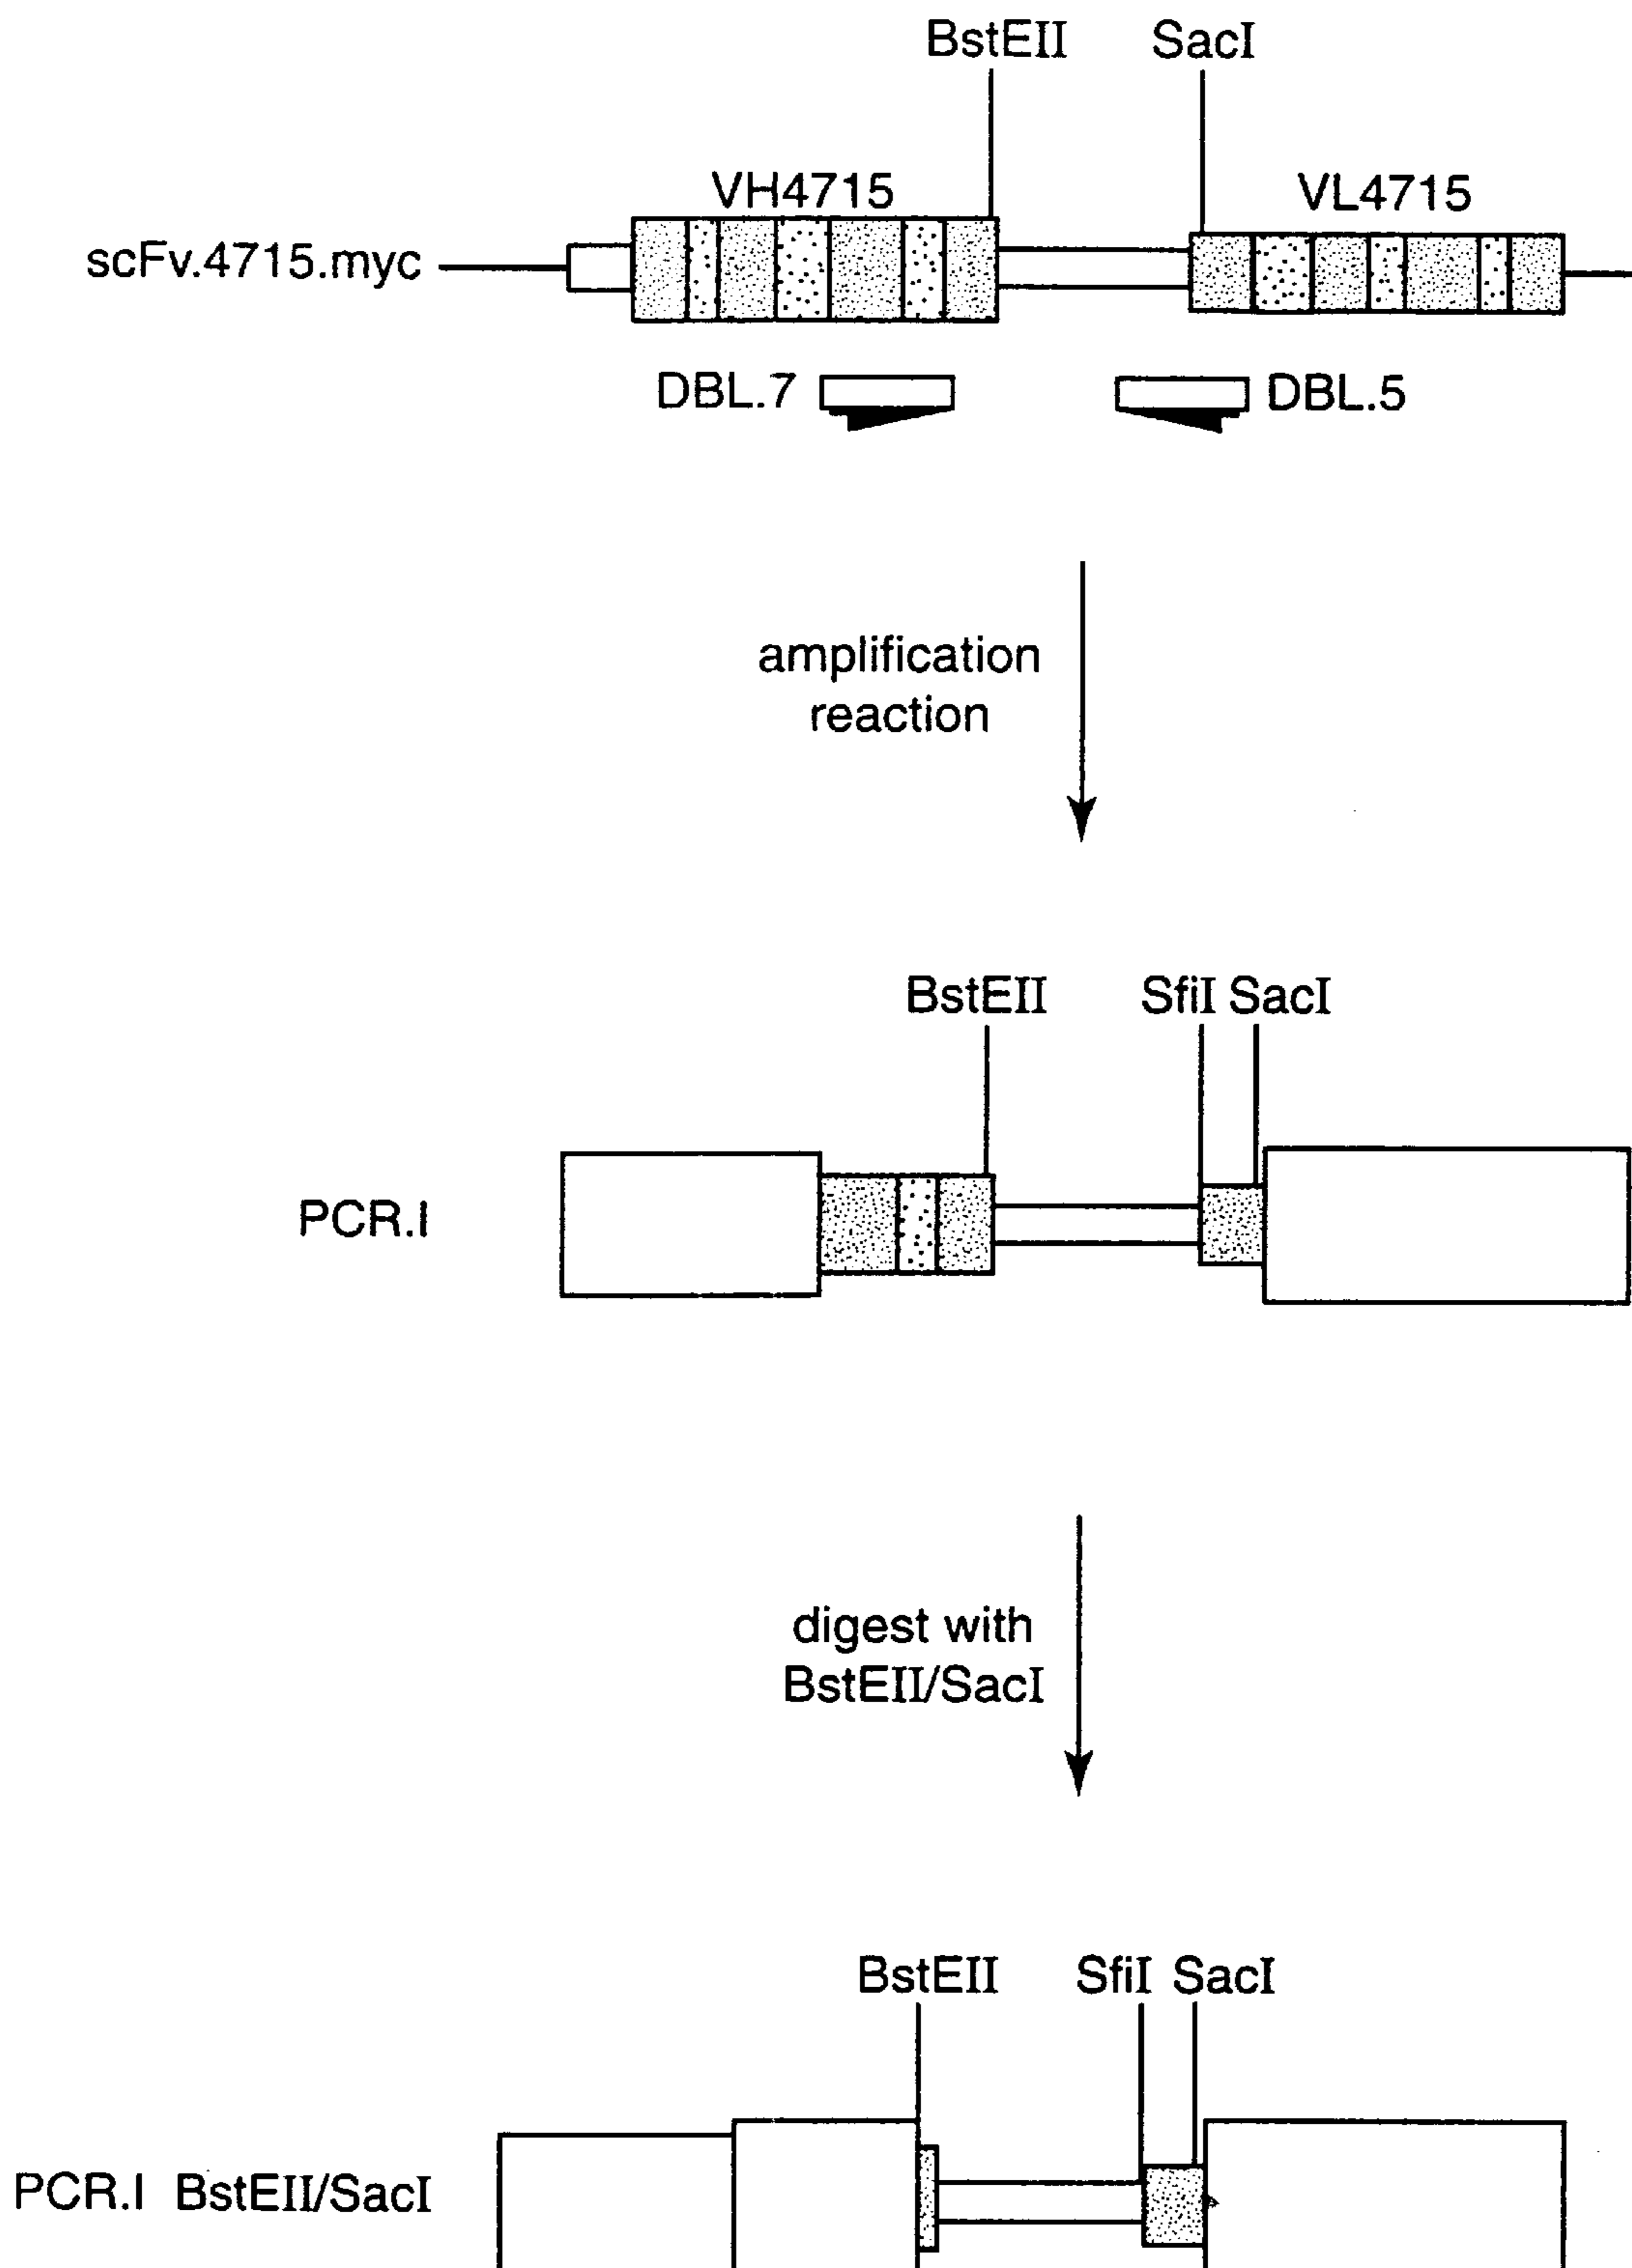 BstEII SacI
VH4715 VL4715
scFv.4715.myc
DBL.7 DBL.5
amplification
reaction
BstEII SfiI SacI
PCR.I
digest with
BstEII/SacI
BstEII SfiI SacI
PCR.I BstEII/SacI